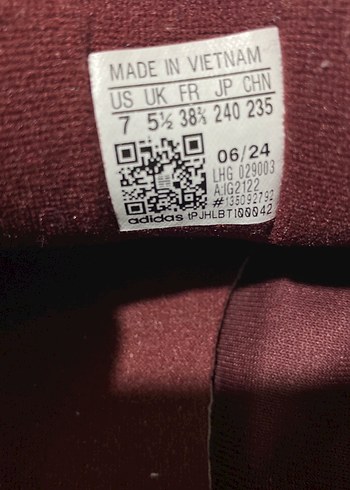 MADE IN VIETNAM
US UK FR JP CHN
7 5½ 38⅔ 240 235
06/24
LHG 029003
A:IG2122
#135092792
adidas tPJHLBT100042